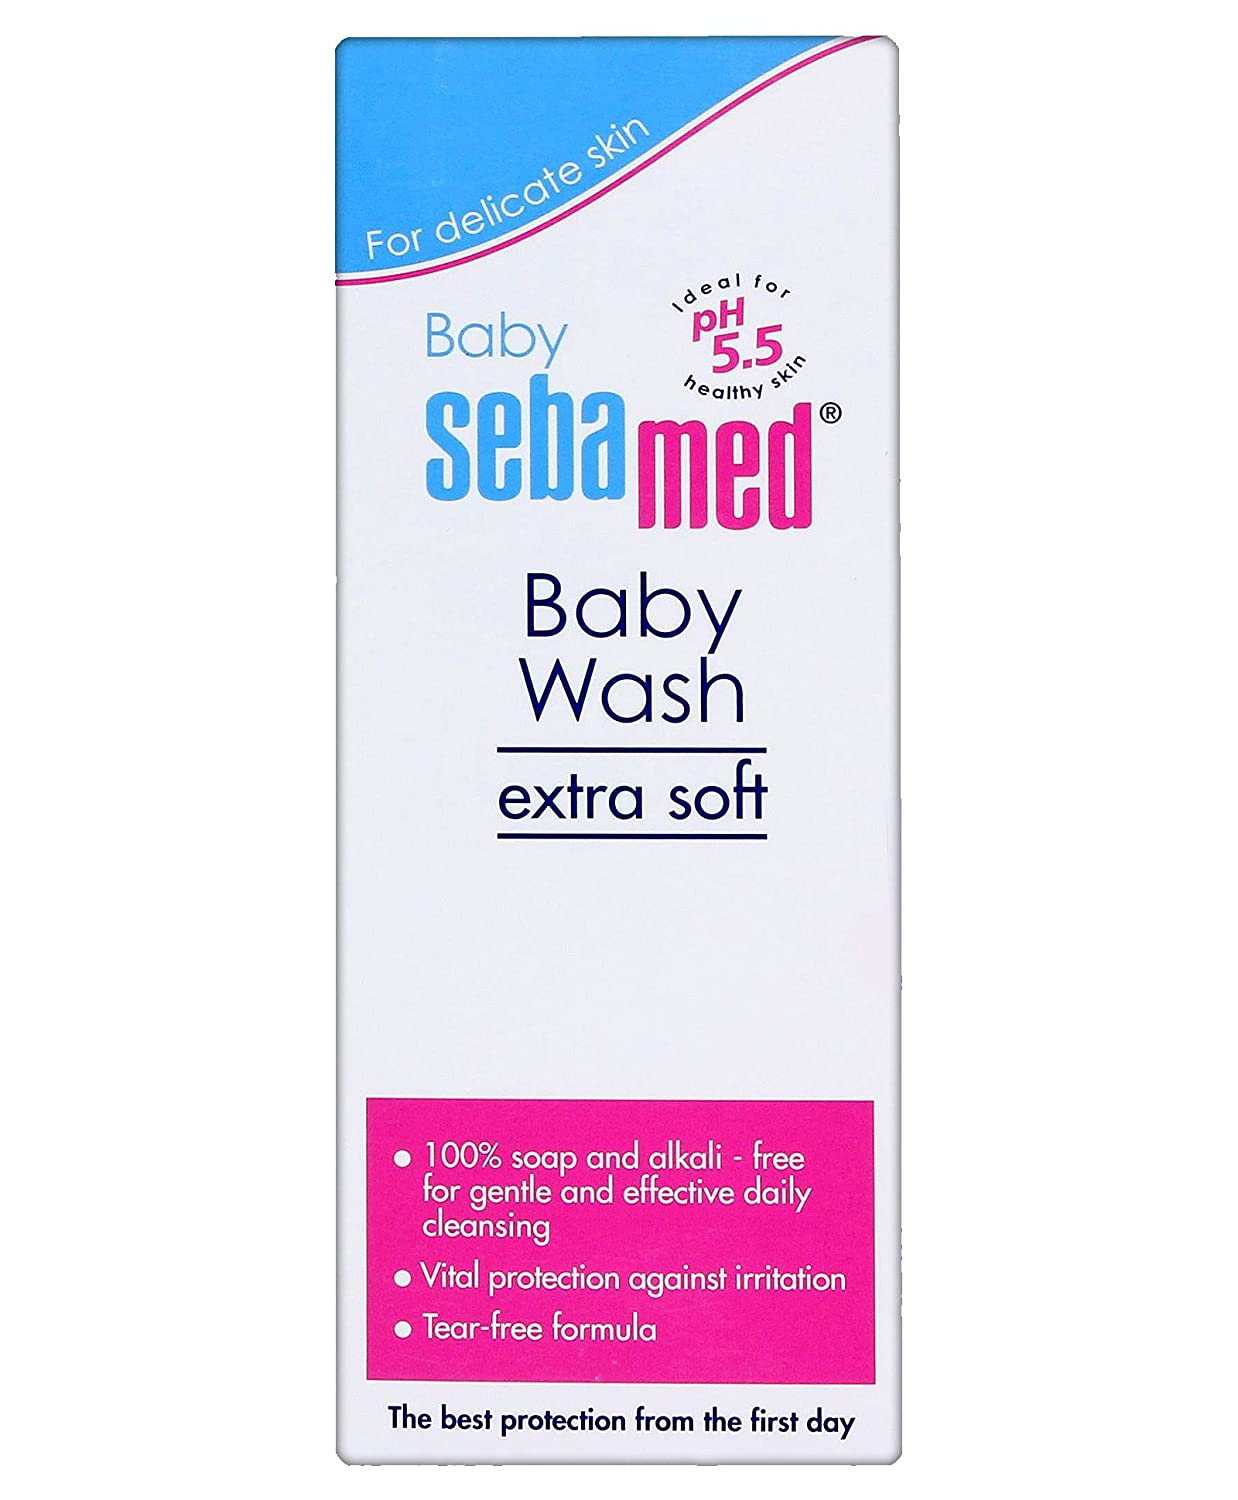 For delicate skin
Ideal for
pH
5.5
healthy skin
Baby
sebamed®
Baby
Wash
extra soft
● 100% soap and alkali - free
for gentle and effective daily
cleansing
● Vital protection against irritation
● Tear-free formula
The best protection from the first day